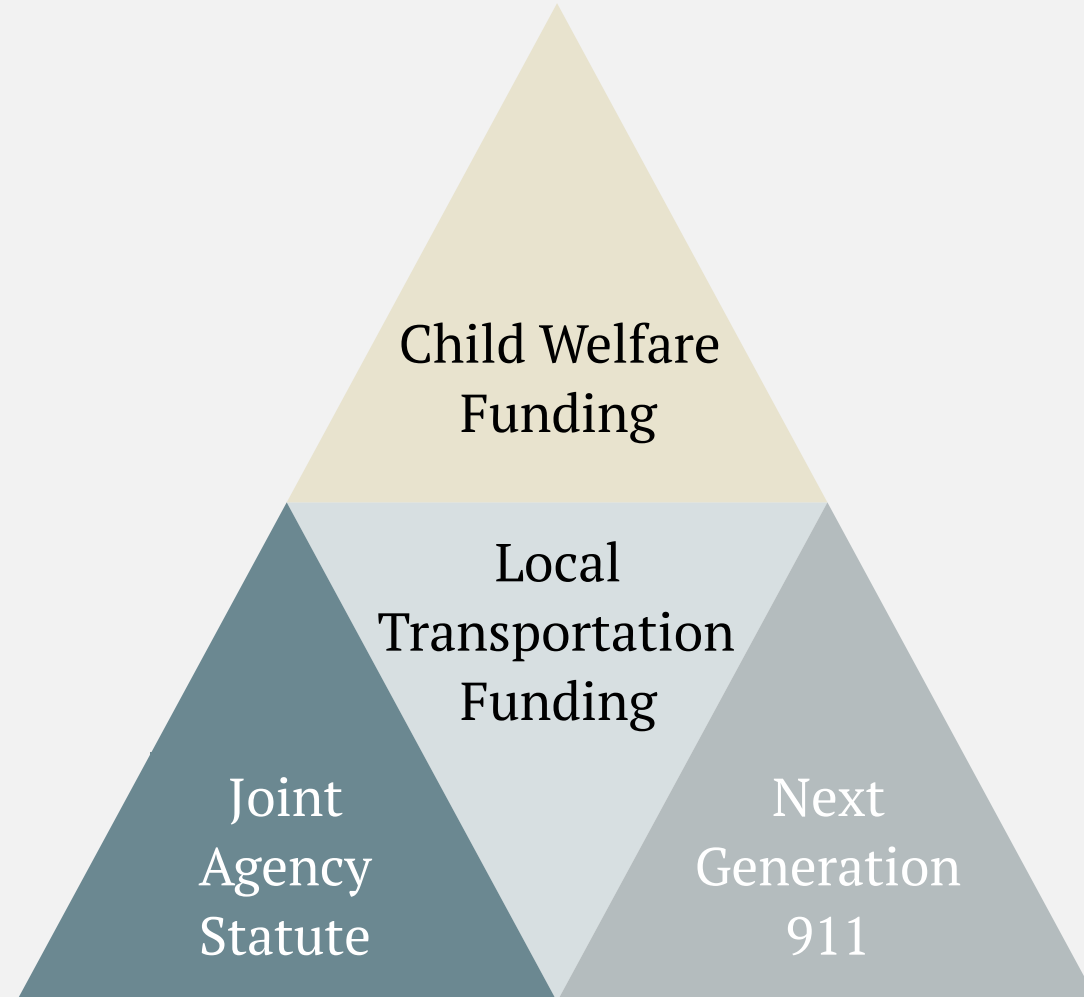 Child Welfare
Funding
Local
Transportation
Funding
Joint
Agency
Statute
Next
Generation
911